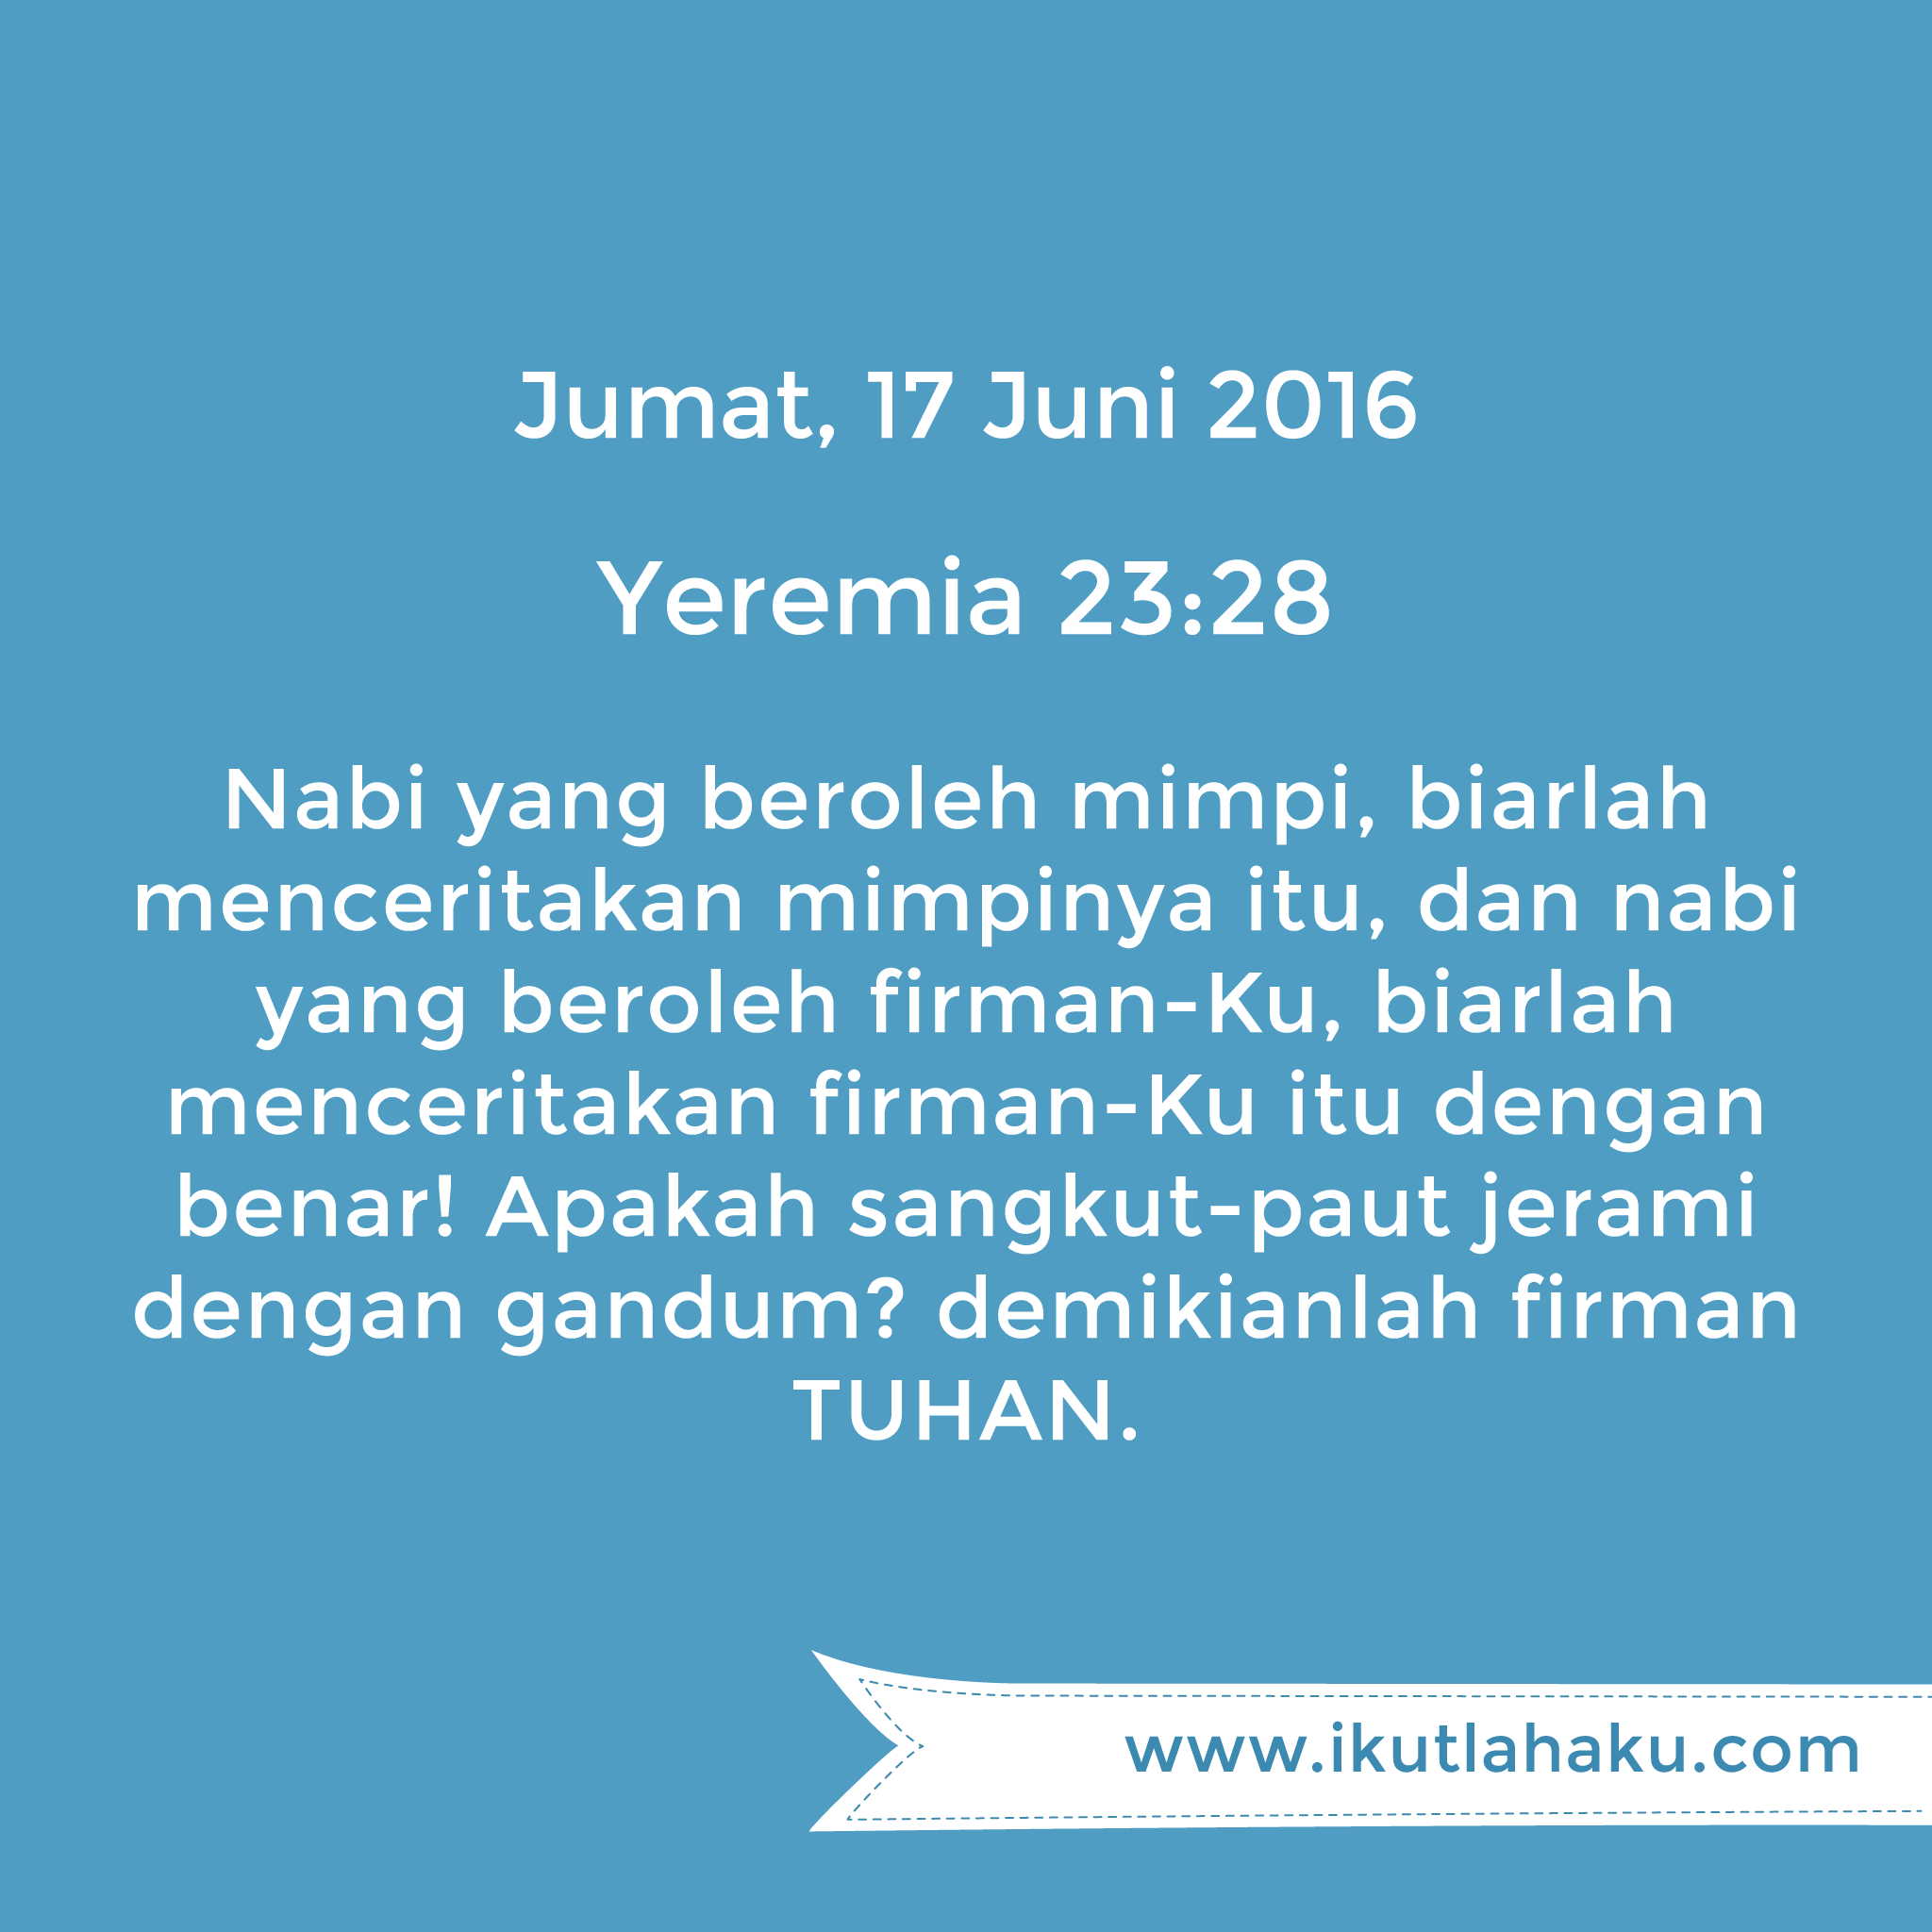 Jumat, 17 Juni 2016
Yeremia 23:28
Nabi yang beroleh mimpi, biarlah
menceritakan mimpinya itu, dan nabi
yang beroleh firman-Ku, biarlah
menceritakan firman-Ku itu dengan
benar! Apakah sangkut-paut jerami
dengan gandum? demikianlah firman
TUHAN.
www.ikutlahaku.com